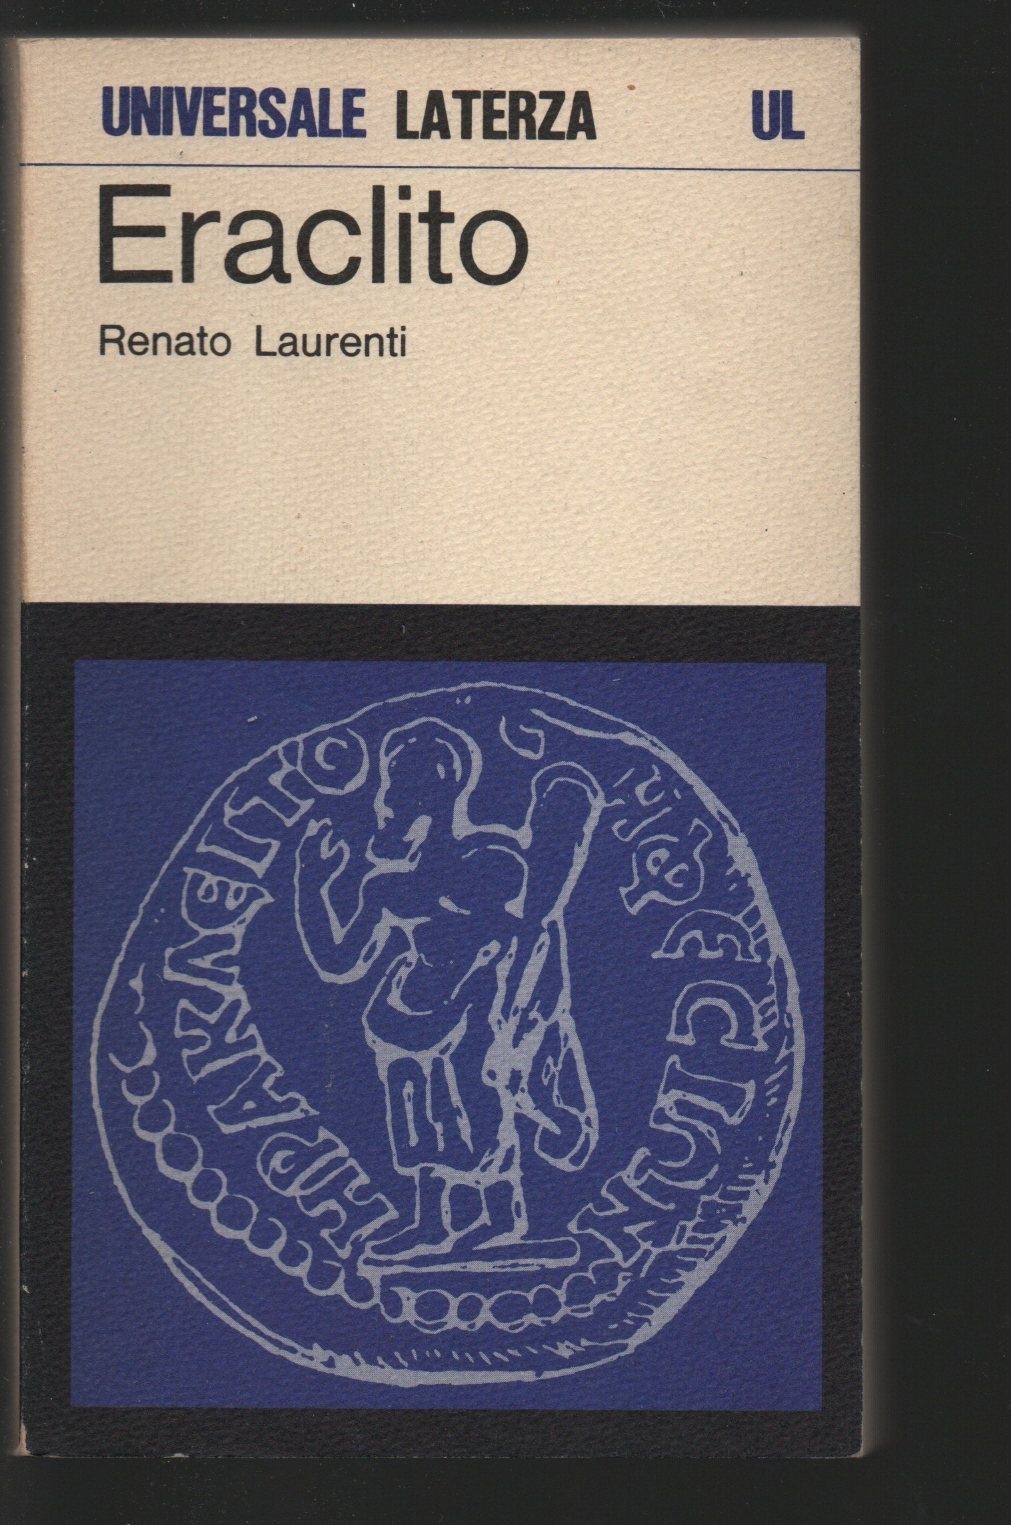 UNIVERSALE LATERZA UL
Eraclito
Renato Laurenti